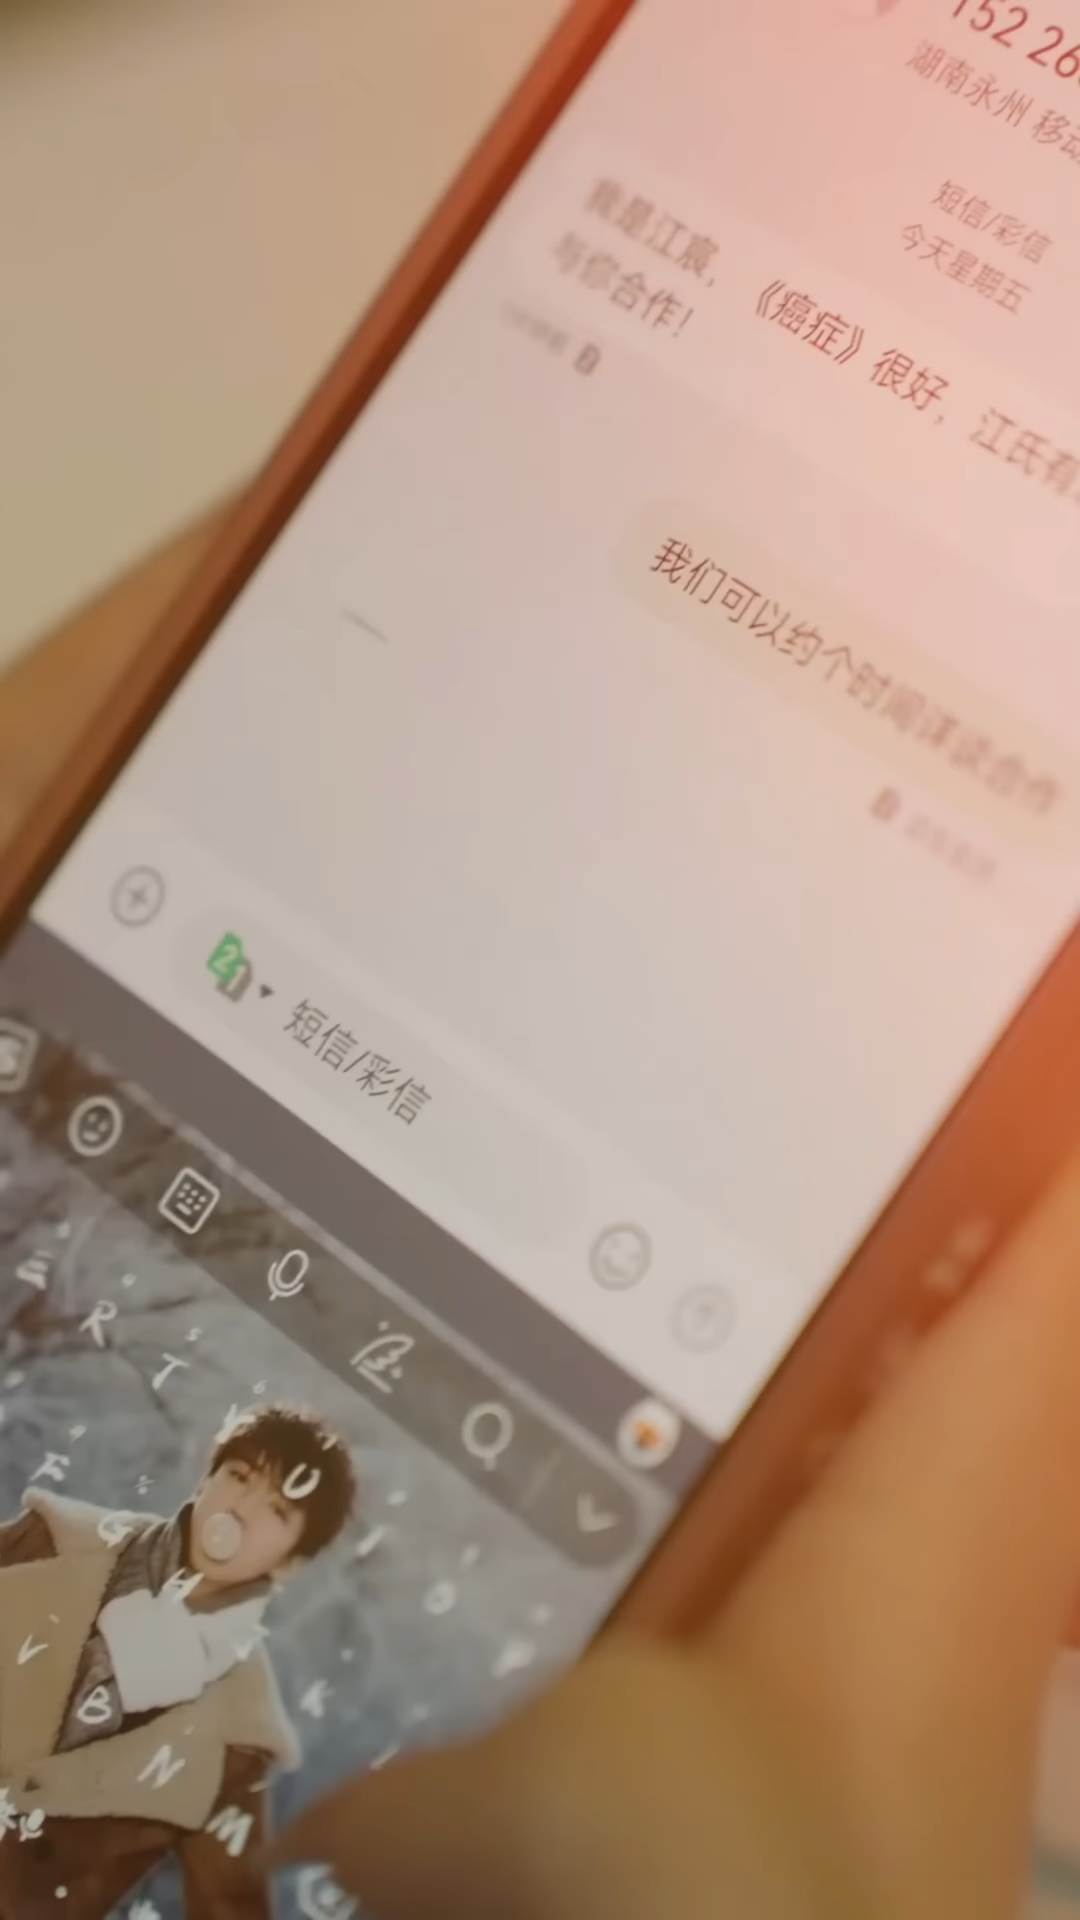 152 26
湖南永州 移动
短信/彩信
今天星期五
我是江宸，《癌症》很好，江氏有
与你合作！
我们可以约个时间详谈合作
21
短信/彩信
E R T Y U I O P
F G H J K L
V B N M